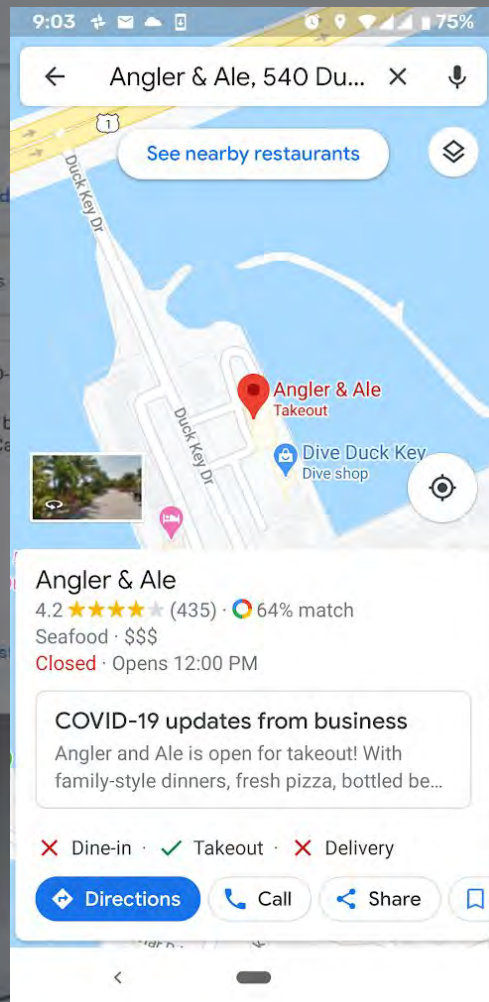 9:03
75%
Angler & Ale, 540 Du...
1
See nearby restaurants
Duck Key Dr
Angler & Ale
Takeout
Duck Key Dr
Dive Duck Key
Dive shop
Angler & Ale
4.2 (435) · 64% match
Seafood · $$$
Closed · Opens 12:00 PM
COVID-19 updates from business
Angler and Ale is open for takeout! With
family-style dinners, fresh pizza, bottled be...
Dine-in · Takeout · Delivery
Directions
Call
Share